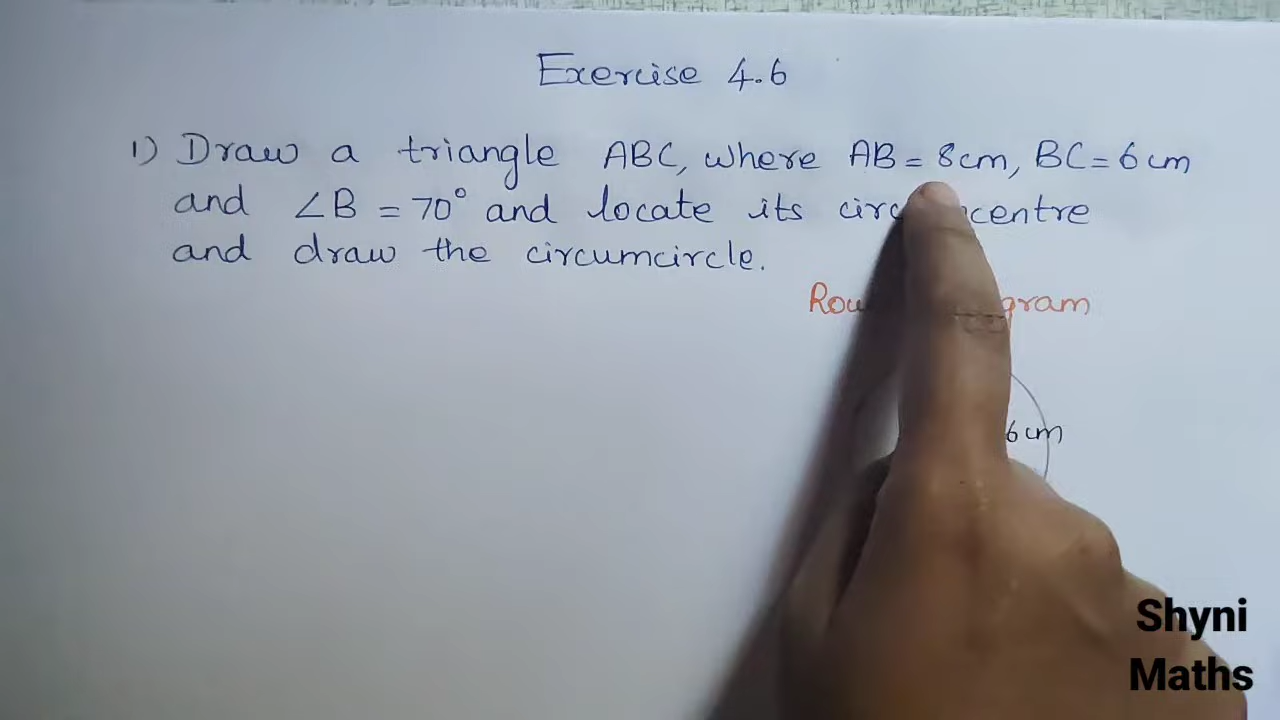 Exercise 4.6
1) Draw a triangle ABC, where AB = 8cm, BC = 6cm
and ∠B = 70° and locate its centre
and draw the circumcircle.
6cm
Shyni
Maths